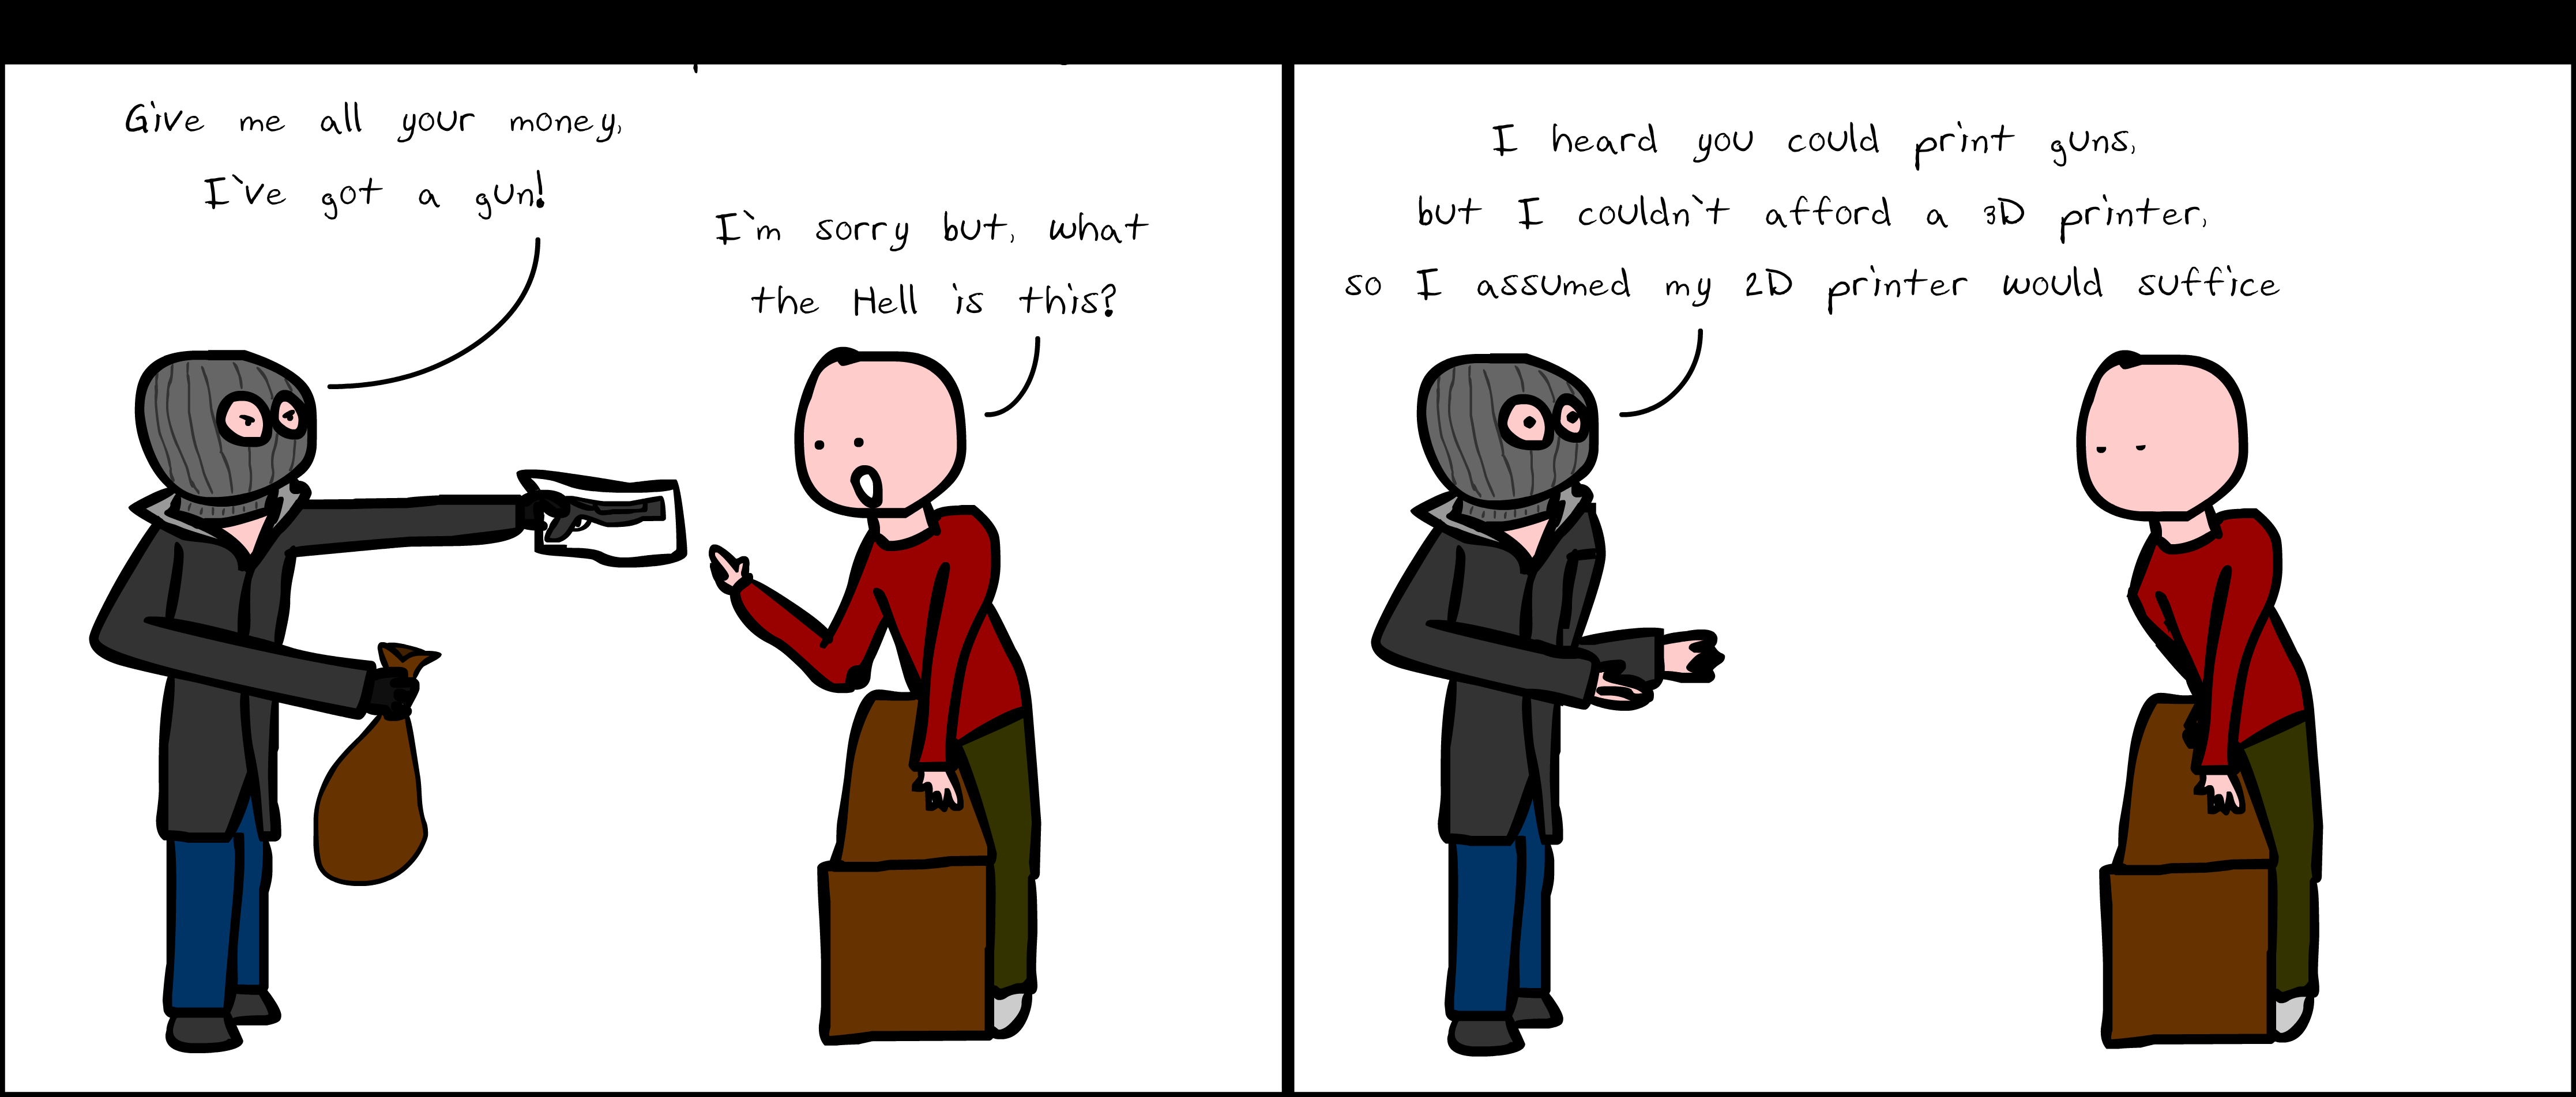 Give me all your money,
I`ve got a gun!
I`m sorry but, what
the Hell is this?
I heard you could print guns,
but I couldn`t afford a 3D printer,
so I assumed my 2D printer would suffice